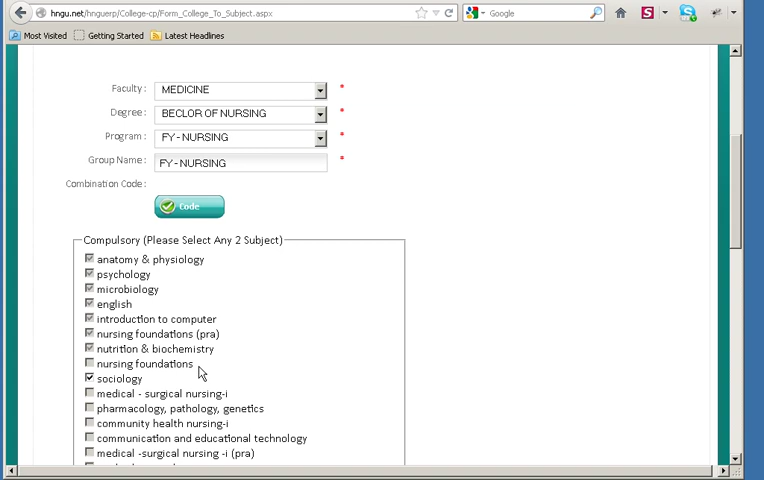 hngu.net/hnguerp/College-cp/Form_College_To_Subject.aspx
Google
Most Visited Getting Started Latest Headlines
Faculty : MEDICINE *
Degree : BECLOR OF NURSING *
Program : FY - NURSING *
Group Name : FY - NURSING *
Combination Code :
Code
Compulsory (Please Select Any 2 Subject)
anatomy & physiology
psychology
microbiology
english
introduction to computer
nursing foundations (pra)
nutrition & biochemistry
nursing foundations
sociology
medical - surgical nursing-i
pharmacology, pathology, genetics
community health nursing-i
communication and educational technology
medical -surgical nursing -i (pra)